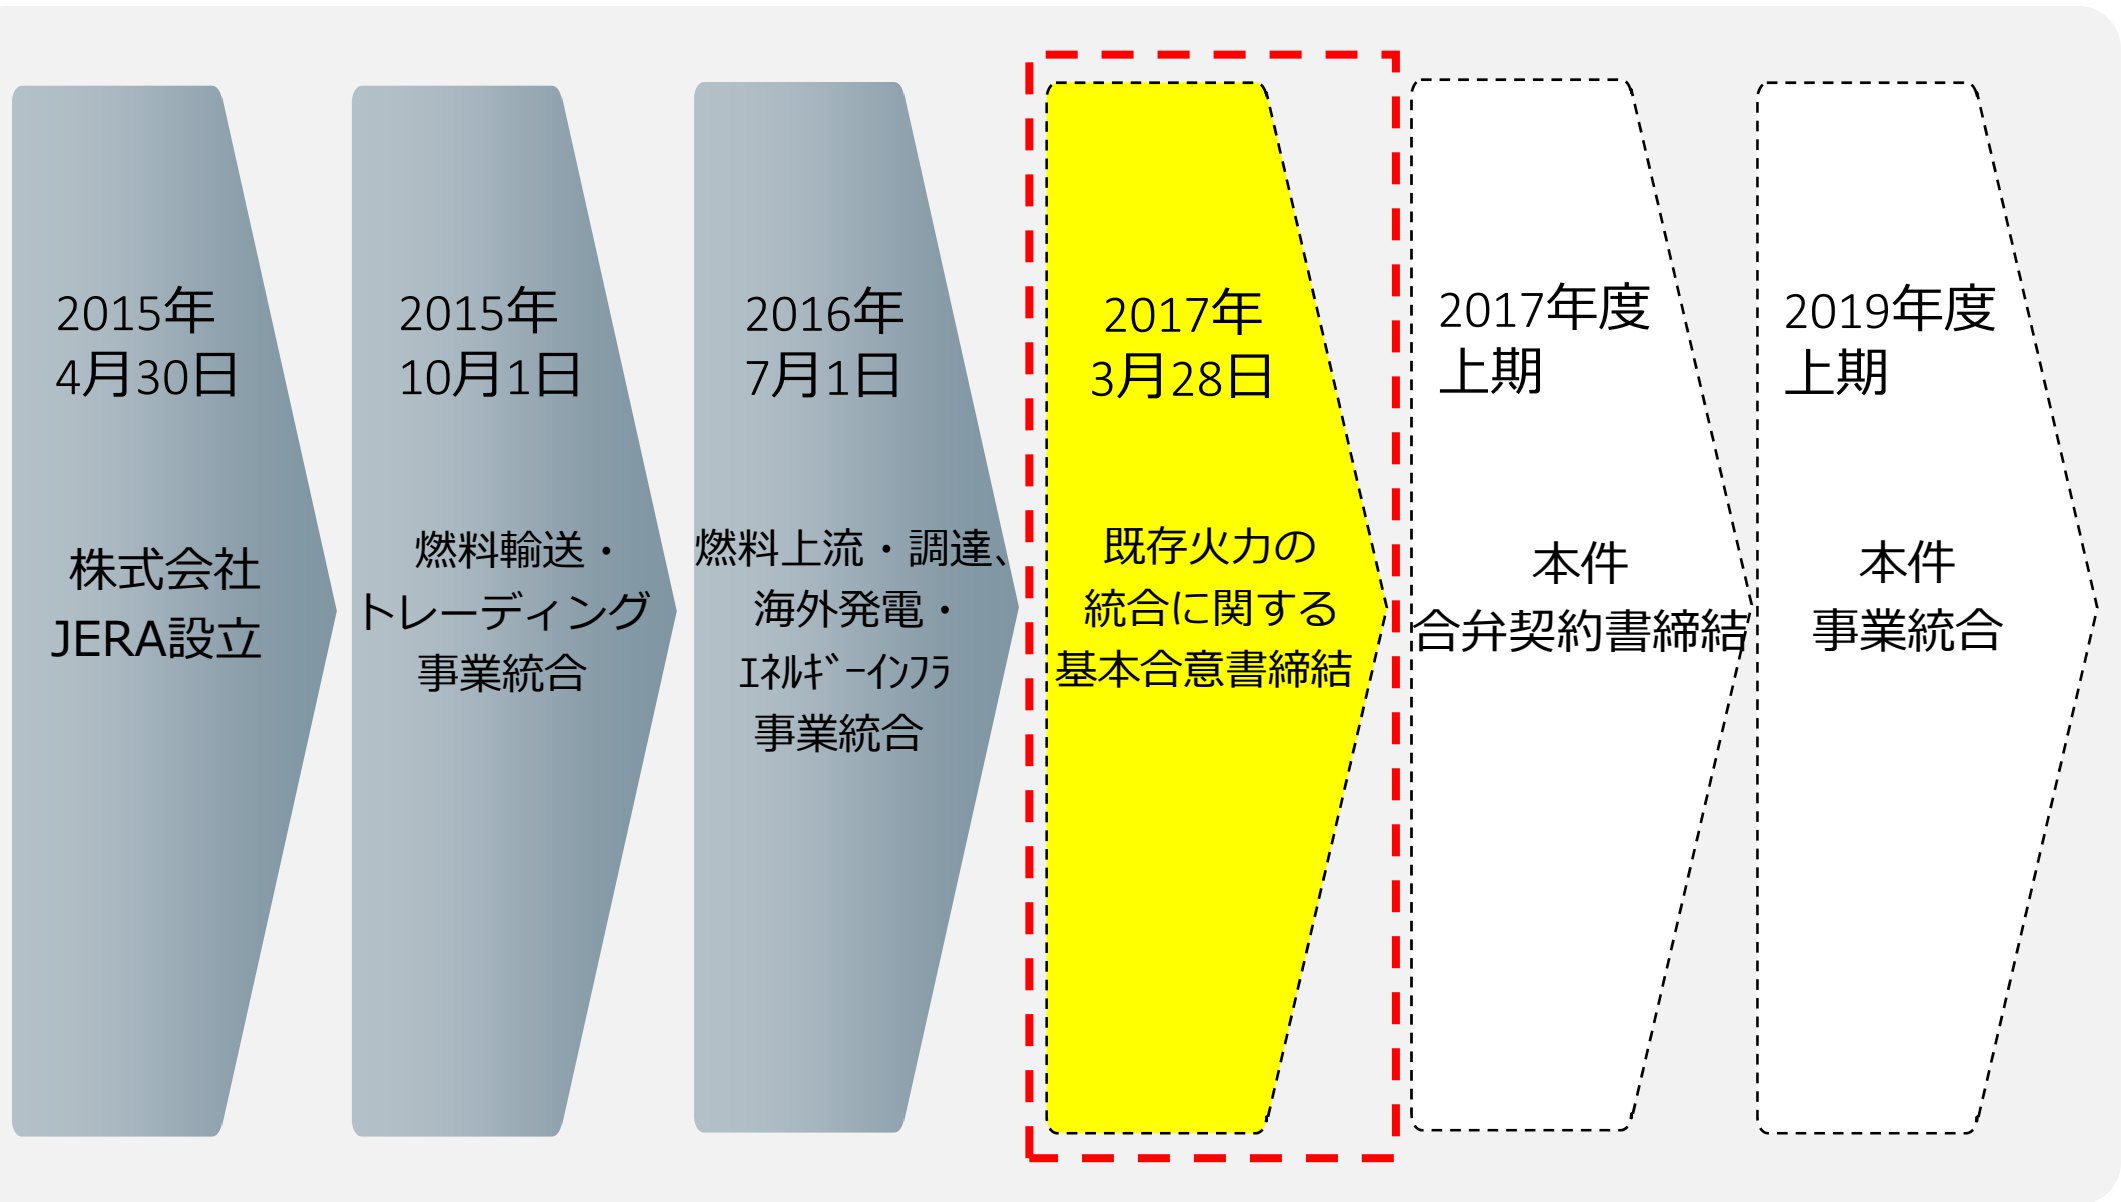 2015年
4月30日
株式会社
JERA設立
2015年
10月1日
燃料輸送・
トレーディング
事業統合
2016年
7月1日
燃料上流・調達、
海外発電・
ｴﾈﾙｷﾞｰｲﾝﾌﾗ
事業統合
2017年
3月28日
既存火力の
統合に関する
基本合意書締結
2017年度
上期
本件
合弁契約書締結
2019年度
上期
本件
事業統合